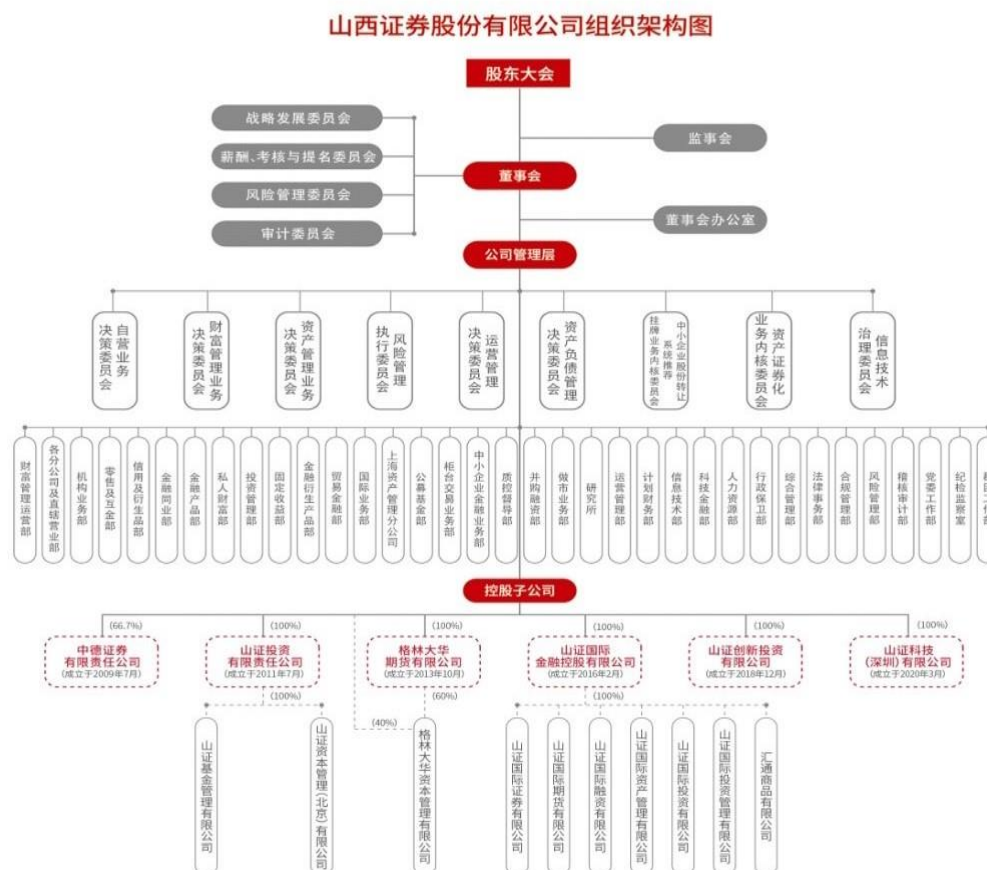 山西证券股份有限公司组织架构图
股东大会
战略发展委员会
监事会
薪酬、考核与提名委员会
董事会
风险管理委员会
董事会办公室
审计委员会
公司管理层
自营业务
决策委员会
财富管理业务
决策委员会
资产管理业务
决策委员会
风险管理
执行委员会
运营管理
决策委员会
资产负债管理
决策委员会
中小企业股份转让
系统推荐
挂牌业务内核委员会
资产证券化
业务内核委员会
信息技术
治理委员会
财富管理运营部
各分公司及直辖营业部
机构业务部
零售及互金部
信用及衍生品部
金融同业部
金融产品部
私人财富部
投资管理部
固定收益部
金融衍生产品部
贸易金融部
国际业务部
上海资产管理分公司
公募基金部
柜台交易业务部
中小企业金融业务部
质控督导部
并购融资部
做市业务部
研究所
运营管理部
计划财务部
信息技术部
科技金融部
人力资源部
行政保卫部
综合管理部
法律事务部
合规管理部
风险管理部
稽核审计部
党委工作部
纪检监察室
控股子公司
(66.7%)
(100%)
(100%)
(100%)
(100%)
(100%)
中德证券
有限责任公司
(成立于2009年7月)
山证投资
有限责任公司
(成立于2011年7月)
格林大华
期货有限公司
(成立于2013年10月)
山证国际
金融控股有限公司
(成立于2016年2月)
山证创新投资
有限公司
(成立于2018年12月)
山证科技
(深圳)有限公司
(成立于2020年3月)
(100%)
(60%)
(100%)
(40%)
山证基金管理有限公司
山证资本管理(北京)有限公司
格林大华资本管理有限公司
山证国际证券有限公司
山证国际期货有限公司
山证国际融资有限公司
山证国际资产管理有限公司
山证国际投资有限公司
山证国际投资管理有限公司
汇通商品有限公司